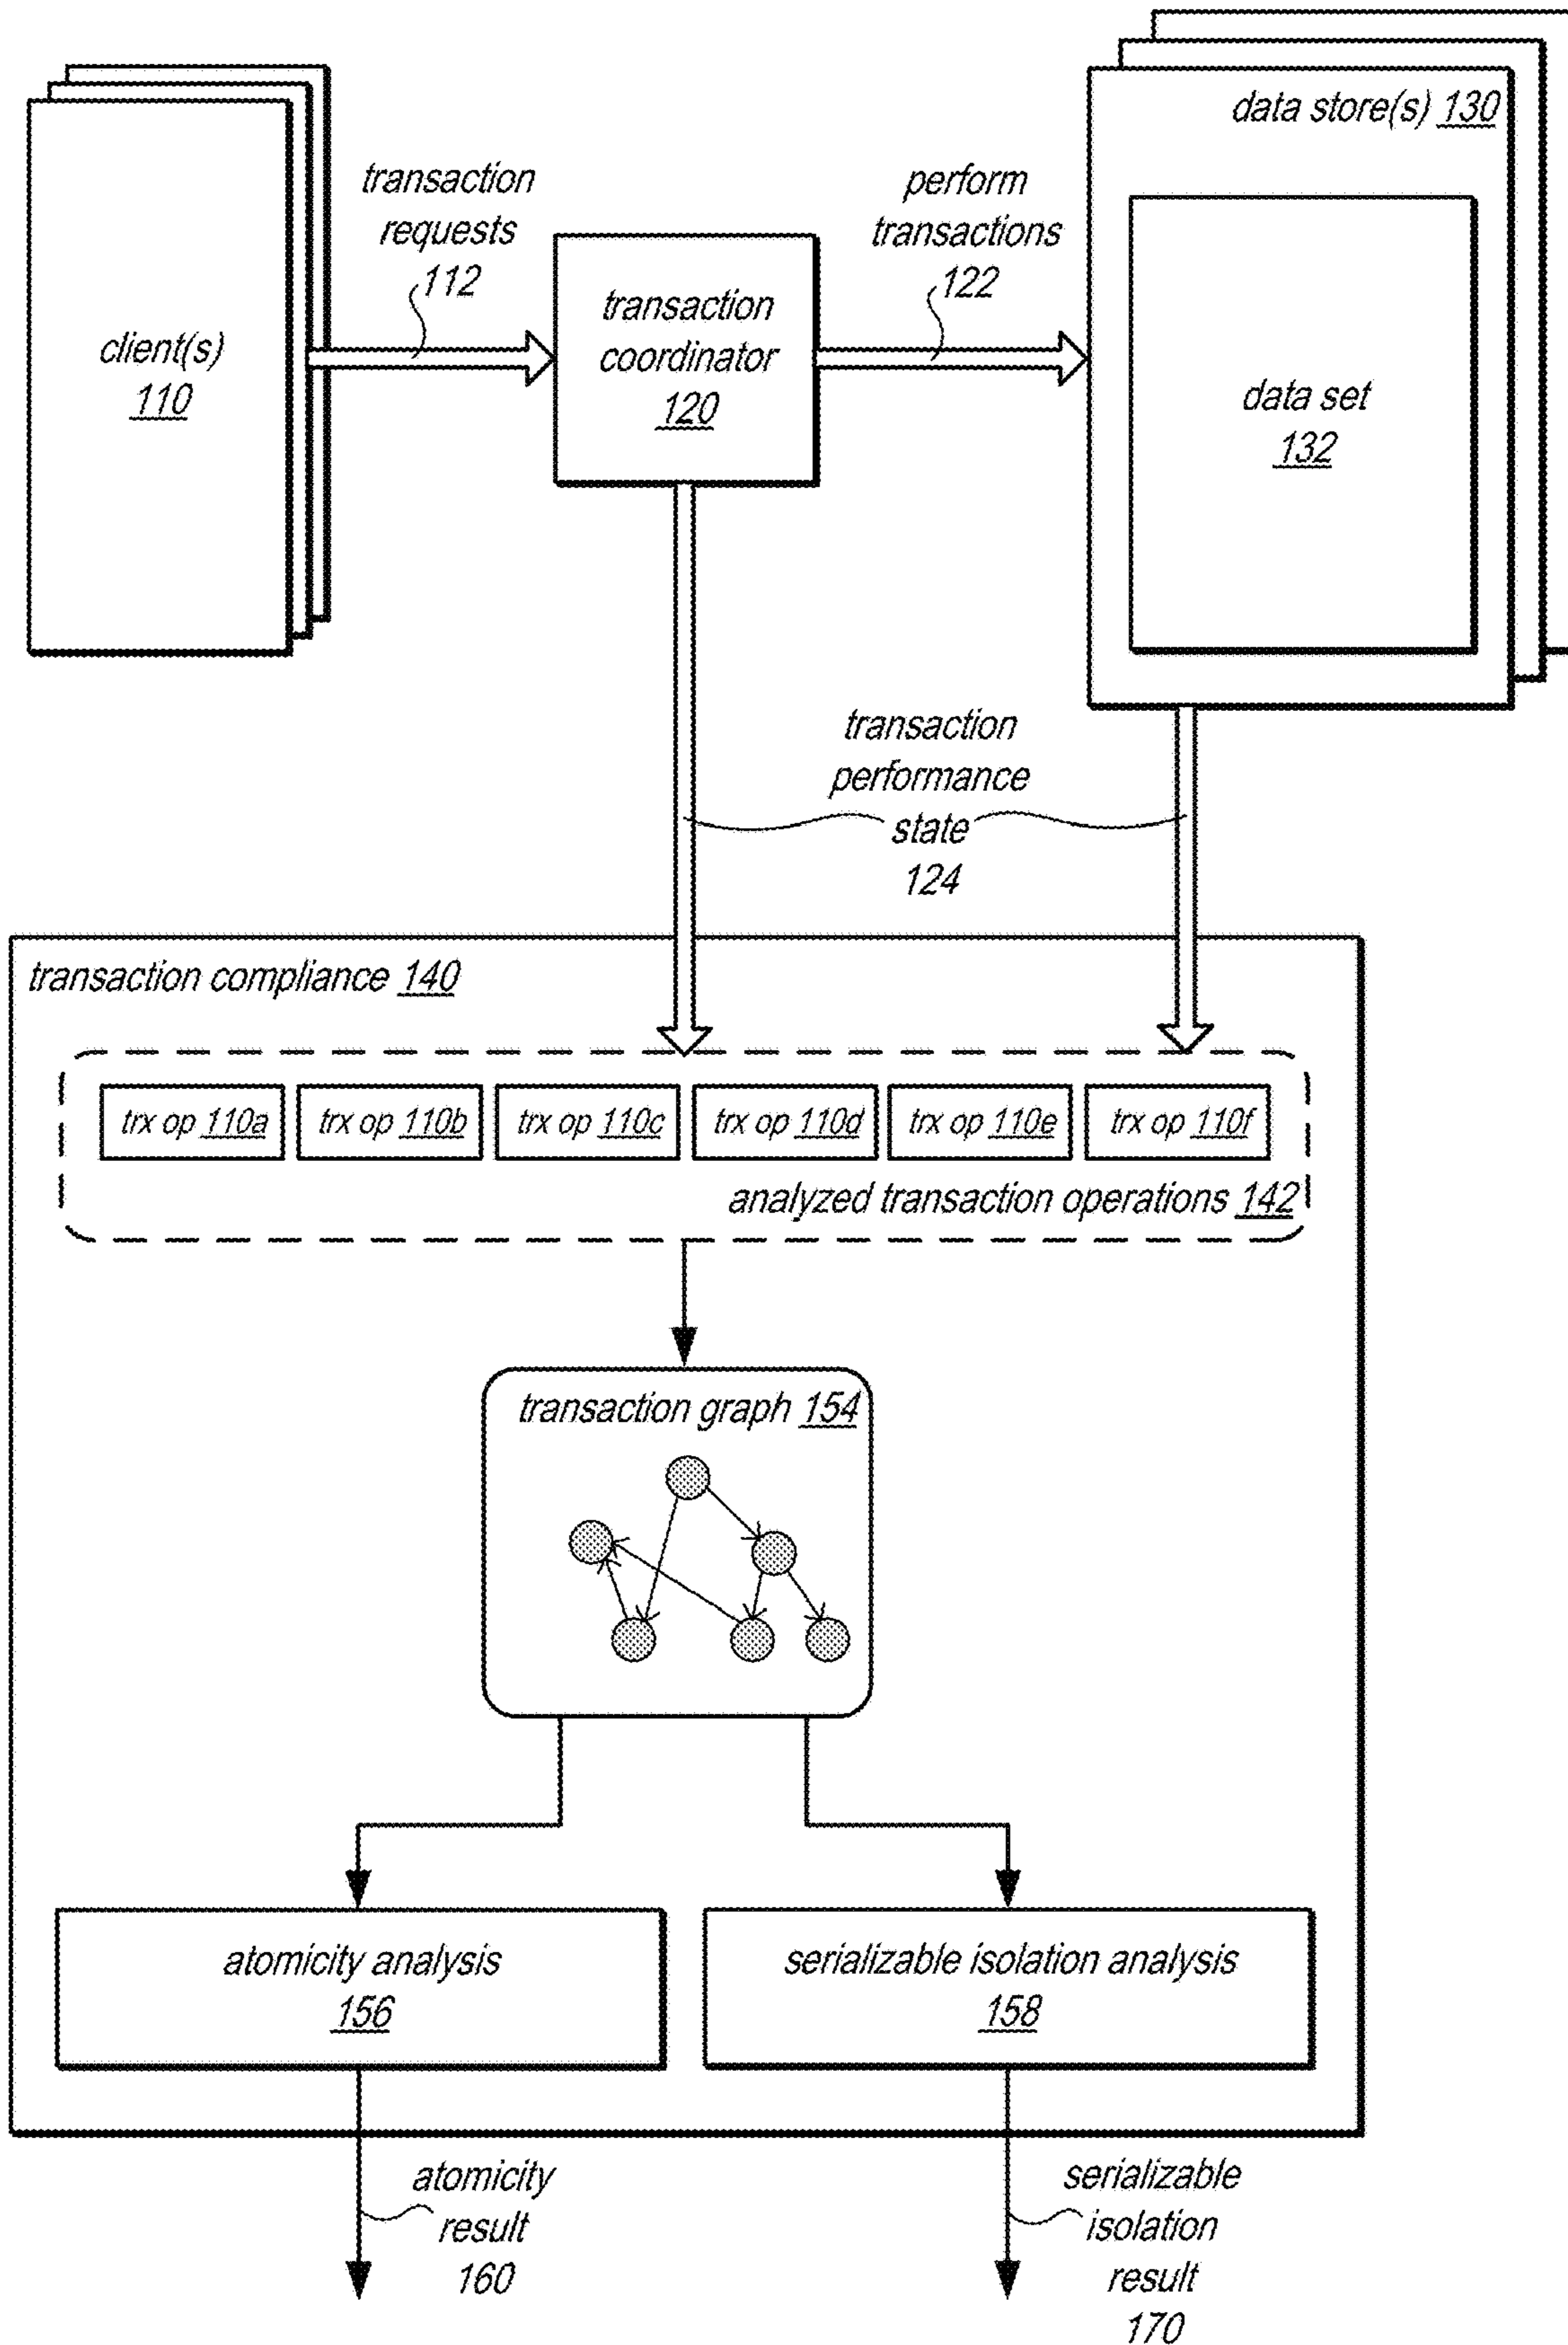 data store(s) 130
transaction
requests
112
perform
transactions
122
client(s)
110
transaction
coordinator
120
data set
132
transaction
performance
state
124
transaction compliance 140
trx op 110a
trx op 110b
trx op 110c
trx op 110d
trx op 110e
trx op 110f
analyzed transaction operations 142
transaction graph 154
atomicity analysis
156
serializable isolation analysis
158
atomicity
result
160
serializable
isolation
result
170